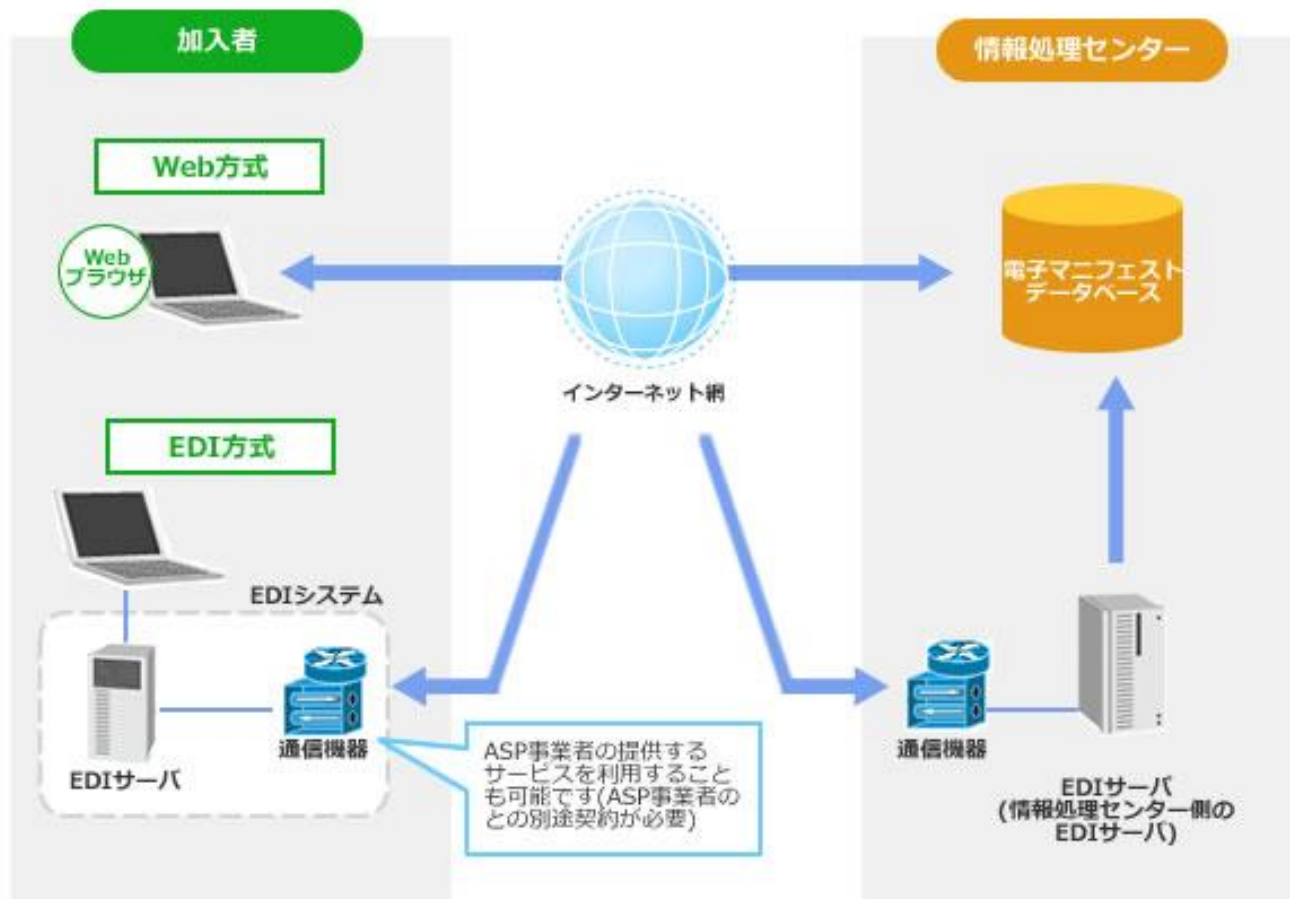 加入者
情報処理センター
Web方式
Web
ブラウザ
電子マニフェスト
データベース
インターネット網
EDI方式
EDIシステム
EDIサーバ
通信機器
ASP事業者の提供する
サービスを利用すること
も可能です(ASP事業者の
との別途契約が必要)
通信機器
EDIサーバ
(情報処理センター側の
EDIサーバ)